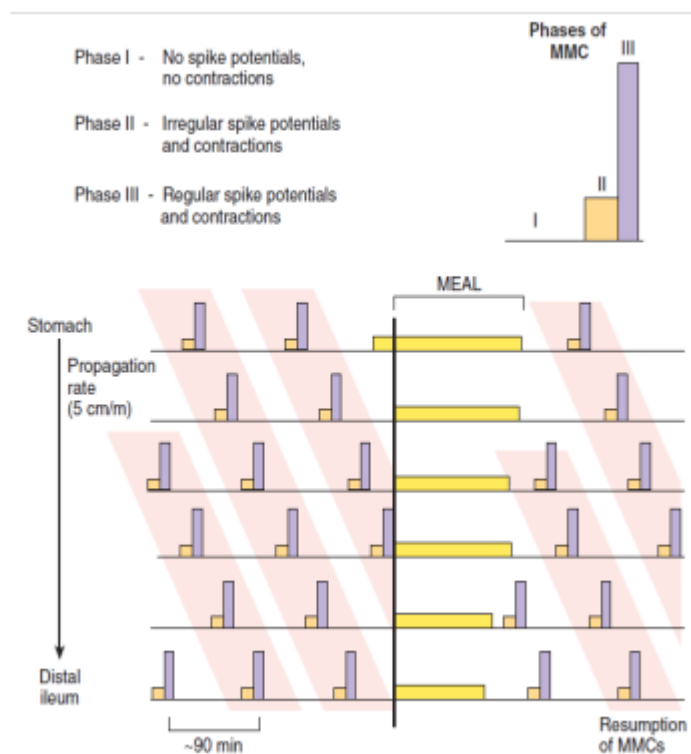 Phases of
MMC
Phase I - No spike potentials,
no contractions
Phase II - Irregular spike potentials
and contractions
Phase III - Regular spike potentials
and contractions
I
II
III
MEAL
Stomach
Propagation
rate
(5 cm/m)
Distal
ileum
~90 min
Resumption
of MMCs